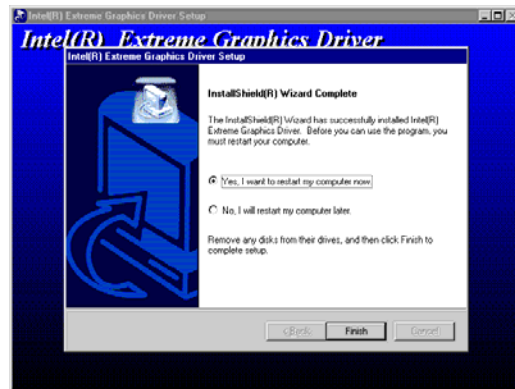 Intel(R) Extreme Graphics Driver Setup
Intel(R) Extreme Graphics Driver
Intel(R) Extreme Graphics Driver Setup
InstallShield(R) Wizard Complete
The InstallShield(R) Wizard has successfully installed Intel(R)
Extreme Graphics Driver. Before you can use the program, you
must restart your computer.
Yes, I want to restart my computer now.
No, I will restart my computer later.
Remove any disks from their drives, and then click Finish to
complete setup.
< Back
Finish
Cancel